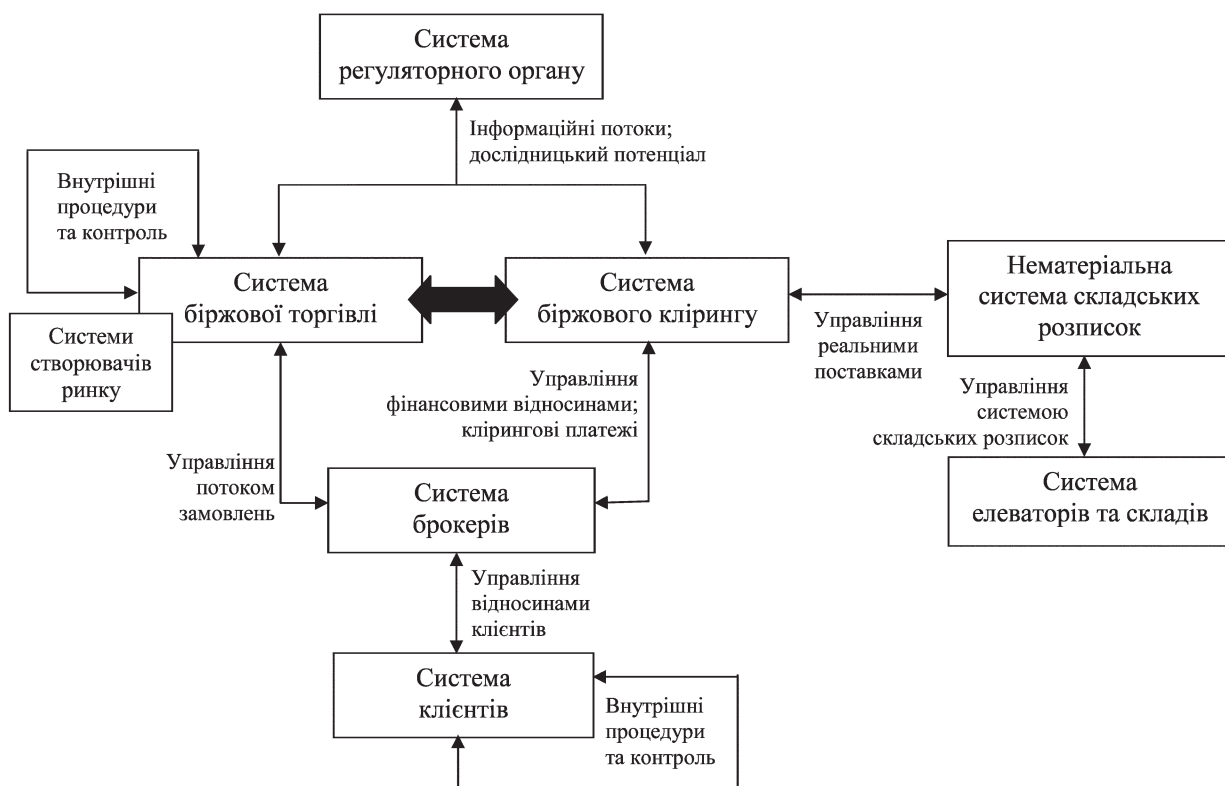 Система
регуляторного органу
Інформаційні потоки;
дослідницький потенціал
Внутрішні
процедури
та контроль
Система
біржової торгівлі
Система
біржового клірингу
Нематеріальна
система складських
розписок
Системи
створювачів
ринку
Управління
реальними
поставками
Управління
фінансовими відносинами;
клірингові платежі
Управління
системою
складських розписок
Управління
потоком
замовлень
Система
брокерів
Система
елеваторів та складів
Управління
відносинами
клієнтів
Система
клієнтів
Внутрішні
процедури
та контроль